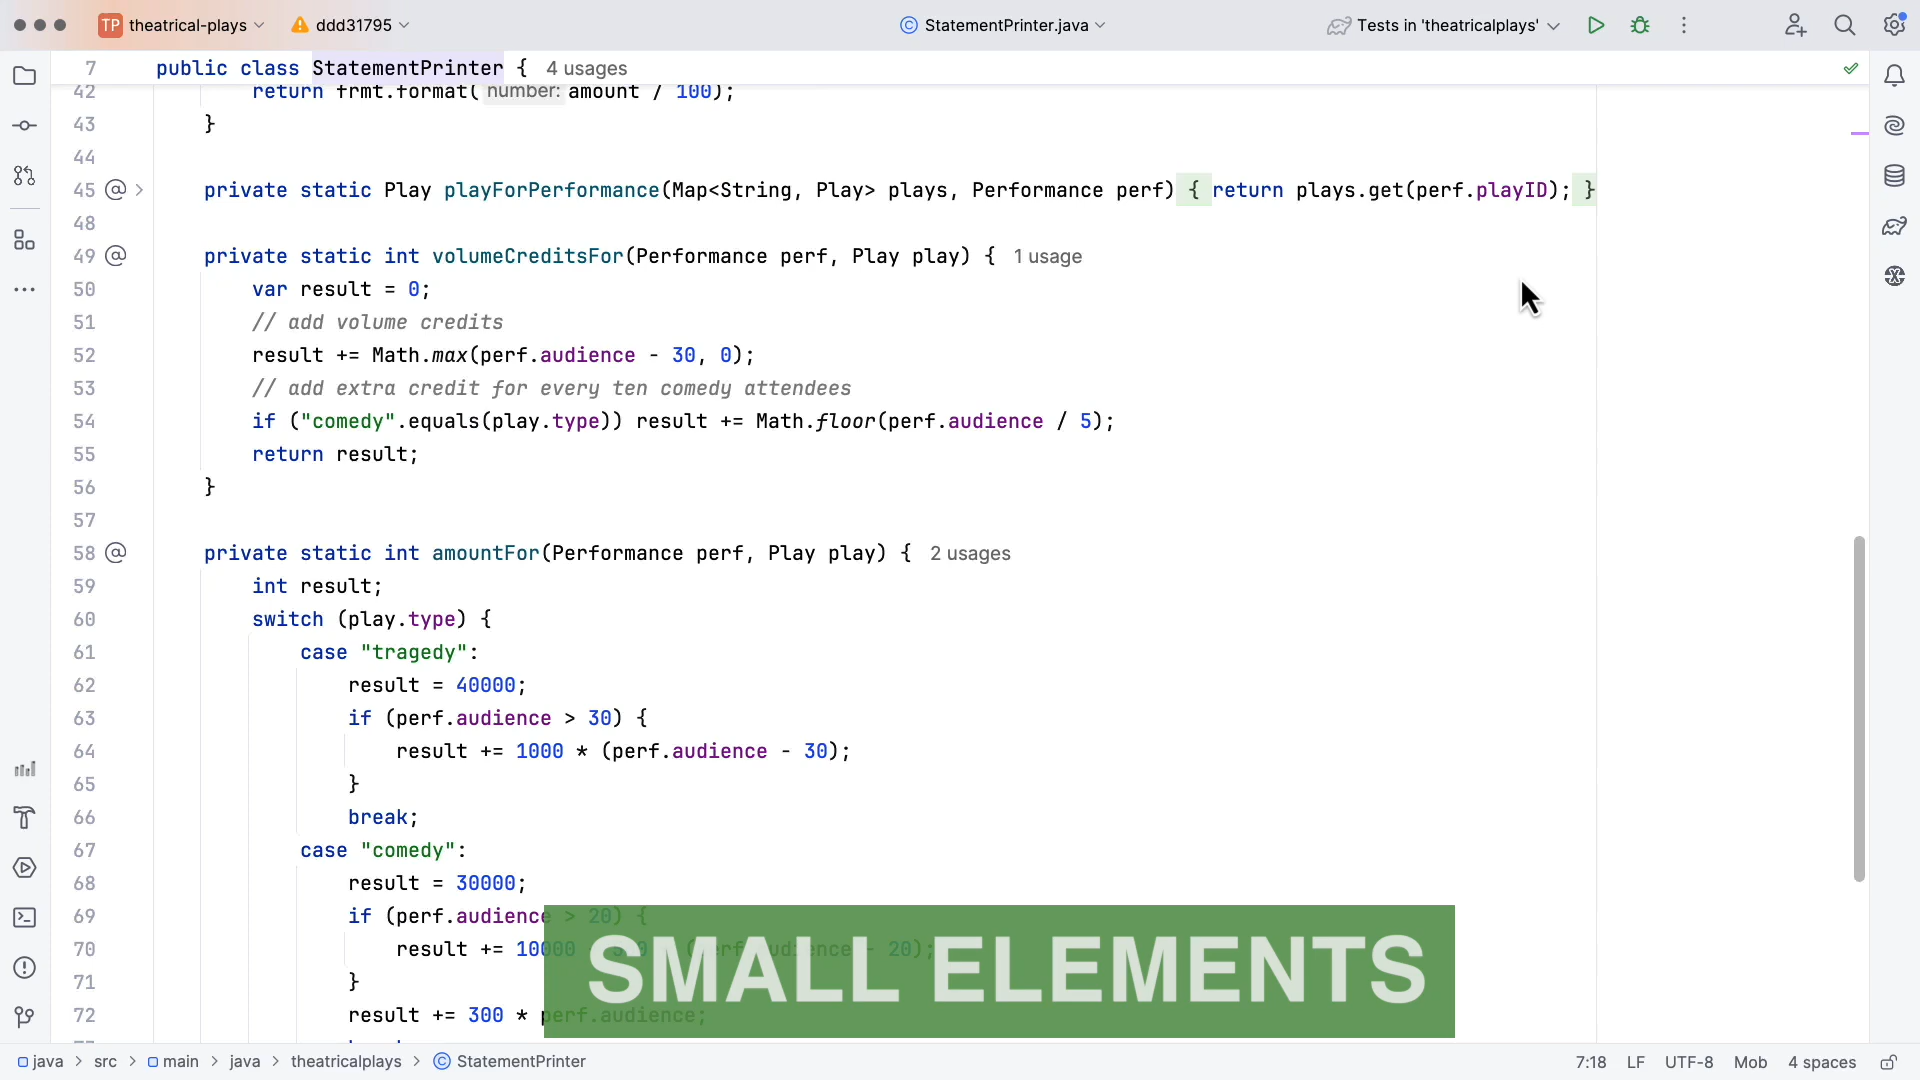 TP theatrical-plays ddd31795 StatementPrinter.java Tests in 'theatricalplays'
7 public class StatementPrinter { 4 usages
42 return frmt.format( number: amount / 100);
43 }
44
45 private static Play playForPerformance(Map<String, Play> plays, Performance perf) { return plays.get(perf.playID); }
48
49 private static int volumeCreditsFor(Performance perf, Play play) { 1 usage
50 var result = 0;
51 // add volume credits
52 result += Math.max(perf.audience - 30, 0);
53 // add extra credit for every ten comedy attendees
54 if ("comedy".equals(play.type)) result += Math.floor(perf.audience / 5);
55 return result;
56 }
57
58 private static int amountFor(Performance perf, Play play) { 2 usages
59 int result;
60 switch (play.type) {
61 case "tragedy":
62 result = 40000;
63 if (perf.audience > 30) {
64 result += 1000 * (perf.audience - 30);
65 }
66 break;
67 case "comedy":
68 result = 30000;
69 if (perf.audience > 20) {
70 result += 10000 (perf.audience - 20);
71 }
72 result += 300 * perf.audience;
SMALL ELEMENTS
java > src > main > java > theatricalplays > StatementPrinter 7:18 LF UTF-8 Mob 4 spaces